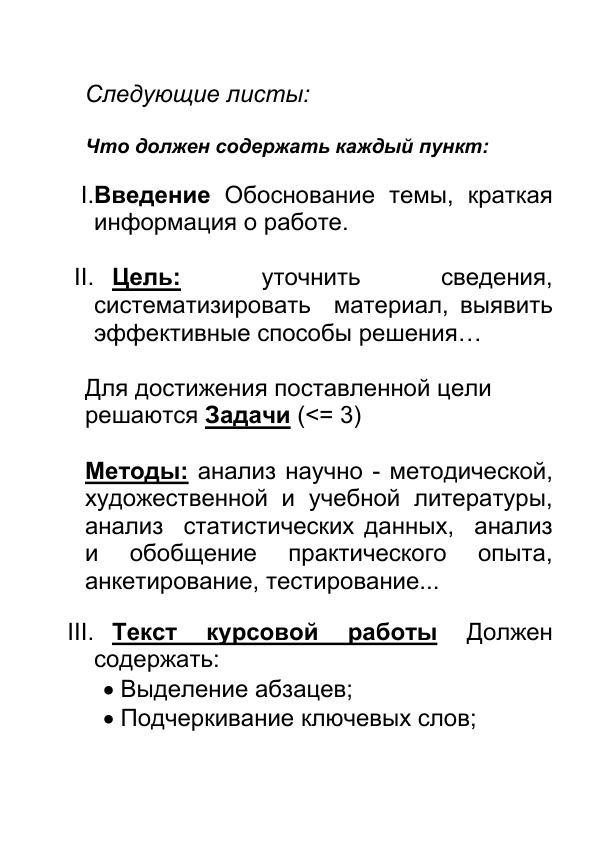 Следующие листы:
Что должен содержать каждый пункт:
I.Введение Обоснование темы, краткая
информация о работе.
II. Цель: уточнить сведения,
систематизировать материал, выявить
эффективные способы решения…
Для достижения поставленной цели
решаются Задачи (<= 3)
Методы: анализ научно - методической,
художественной и учебной литературы,
анализ статистических данных, анализ
и обобщение практического опыта,
анкетирование, тестирование...
III. Текст курсовой работы Должен
содержать:
• Выделение абзацев;
• Подчеркивание ключевых слов;